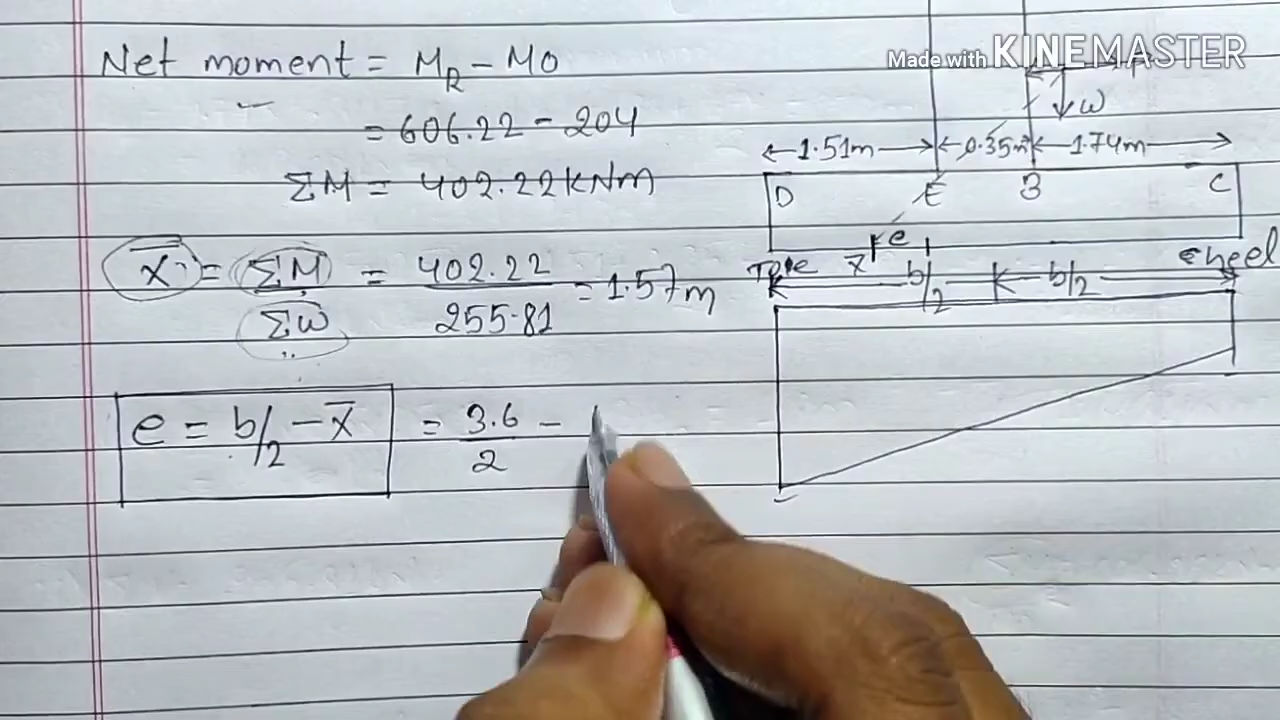 Made with KINEMASTER
Net moment = MR - Mo
= 606.22 - 204
ΣM = 402.22 kNm
W
1.51m 0.35m 1.74m
D E B C
e
Toe x̄ b/2 b/2 heel
x̄ = ΣM / ΣW = 402.22 / 255.81 = 1.57m
e = b/2 - x̄ = 3.6 / 2 -